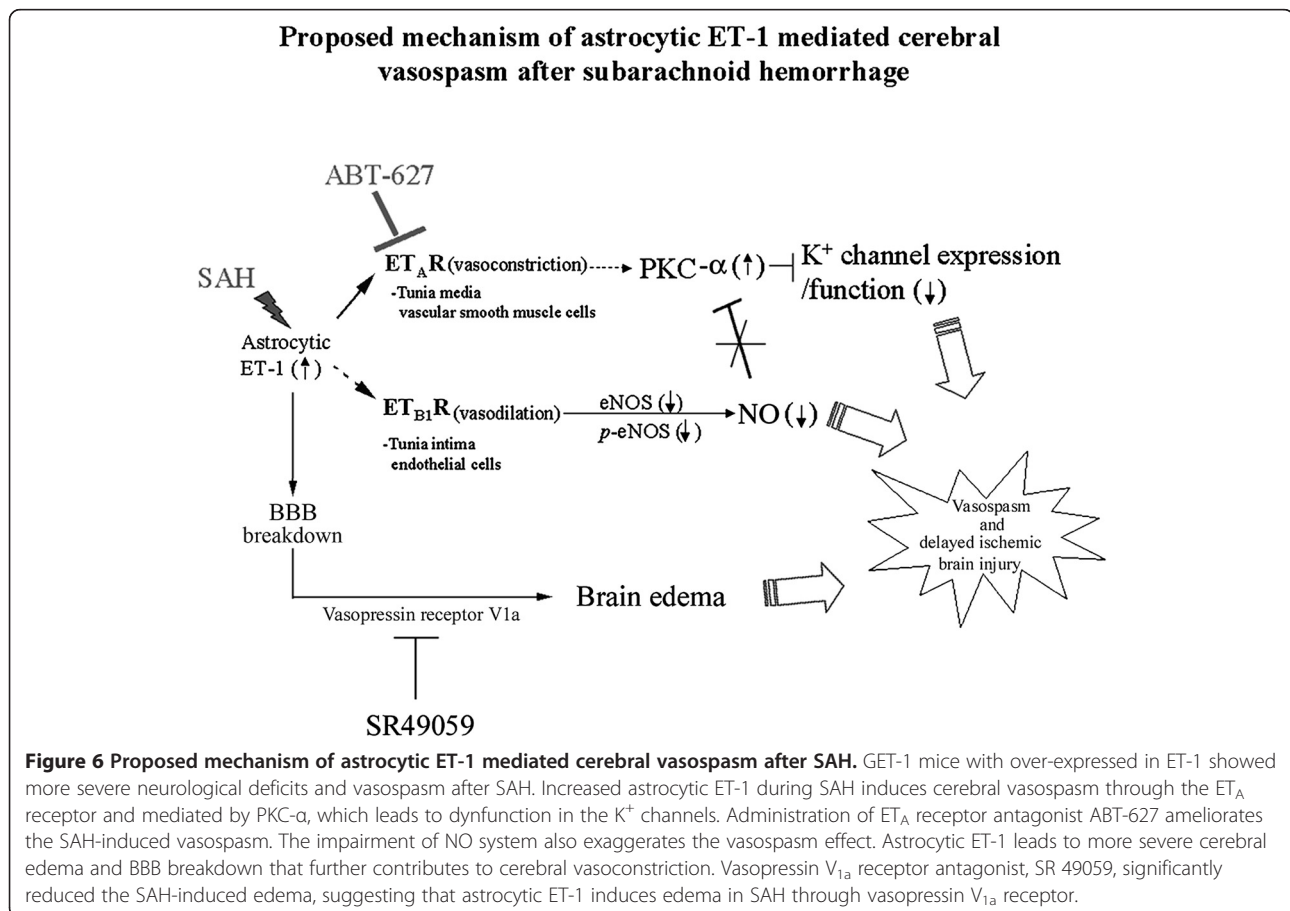 Proposed mechanism of astrocytic ET-1 mediated cerebral
vasospasm after subarachnoid hemorrhage
ABT-627
SAH
ET_A R (vasoconstriction)
-Tunia media
vascular smooth muscle cells
PKC-α (↑)
K⁺ channel expression
/function (↓)
Astrocytic
ET-1 (↑)
ET_B1 R (vasodilation)
-Tunia intima
endothelial cells
eNOS (↓)
p-eNOS (↓)
NO (↓)
BBB
breakdown
Vasopressin receptor V1a
Brain edema
Vasospasm
and
delayed ischemic
brain injury
SR49059
Figure 6 Proposed mechanism of astrocytic ET-1 mediated cerebral vasospasm after SAH. GET-1 mice with over-expressed in ET-1 showed
more severe neurological deficits and vasospasm after SAH. Increased astrocytic ET-1 during SAH induces cerebral vasospasm through the ET_A
receptor and mediated by PKC-α, which leads to dynfunction in the K⁺ channels. Administration of ET_A receptor antagonist ABT-627 ameliorates
the SAH-induced vasospasm. The impairment of NO system also exaggerates the vasospasm effect. Astrocytic ET-1 leads to more severe cerebral
edema and BBB breakdown that further contributes to cerebral vasoconstriction. Vasopressin V_1a receptor antagonist, SR 49059, significantly
reduced the SAH-induced edema, suggesting that astrocytic ET-1 induces edema in SAH through vasopressin V_1a receptor.